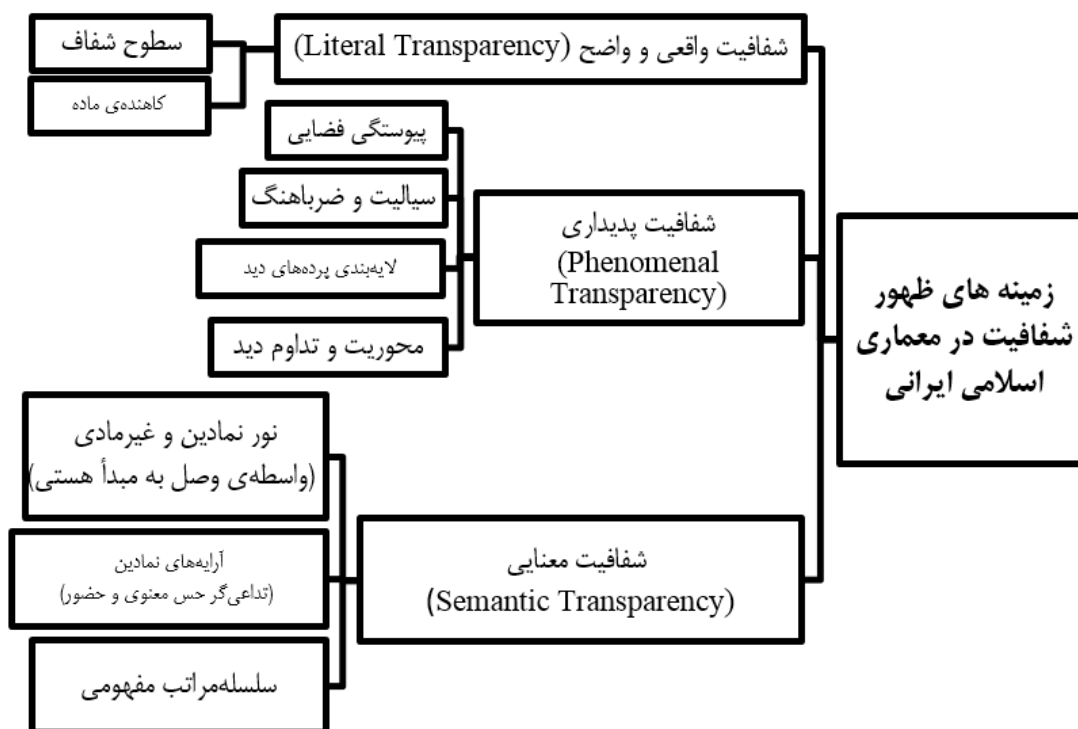 زمینه های ظهور
شفافیت در معماری
اسلامی ایرانی
شفافیت واقعی و واضح (Literal Transparency)
سطوح شفاف
کاهنده‌ی ماده
شفافیت پدیداری
(Phenomenal
Transparency)
پیوستگی فضایی
سیالیت و ضرباهنگ
لایه‌بندی پرده‌های دید
محوریت و تداوم دید
شفافیت معنایی
(Semantic Transparency)
نور نمادین و غیرمادی
(واسطه‌ی وصل به مبدأ هستی)
آرایه‌های نمادین
(تداعی‌گر حس معنوی و حضور)
سلسله‌مراتب مفهومی